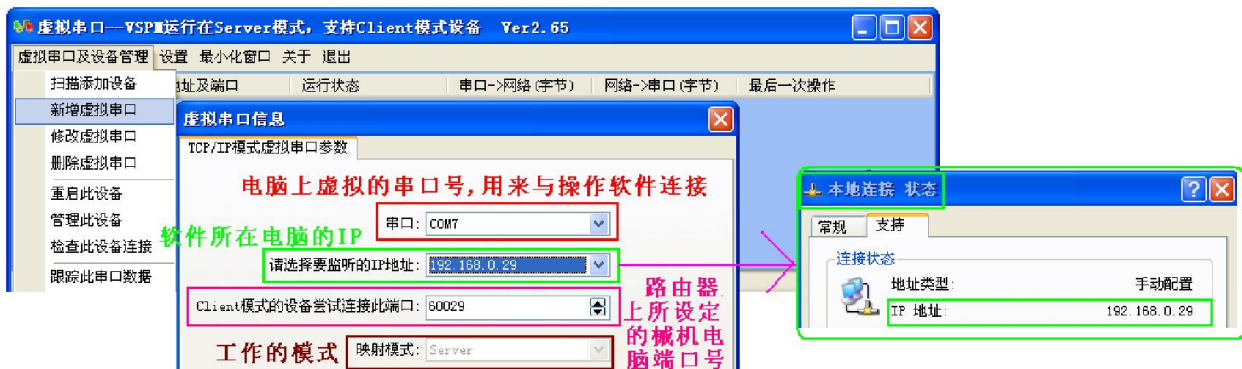 虚拟串口--VSPM运行在Server模式,支持Client模式设备 Ver2.65
虚拟串口及设备管理 设置 最小化窗口 关于 退出
扫描添加设备
新增虚拟串口
修改虚拟串口
删除虚拟串口
重启此设备
管理此设备
检查此设备连接
跟踪此串口数据
址及端口 运行状态 串口->网络(字节) 网络->串口(字节) 最后一次操作
虚拟串口信息
TCP/IP模式虚拟串口参数
电脑上虚拟的串口号,用来与操作软件连接
串口: COM7
软件所在电脑的IP
请选择要监听的IP地址: 192.168.0.29
Client模式的设备尝试连接此端口: 60029
路由器
上所设定
的械机电
脑端口号
工作的模式
映射模式: Server
本地连接 状态
常规 支持
连接状态
地址类型: 手动配置
IP 地址: 192.168.0.29